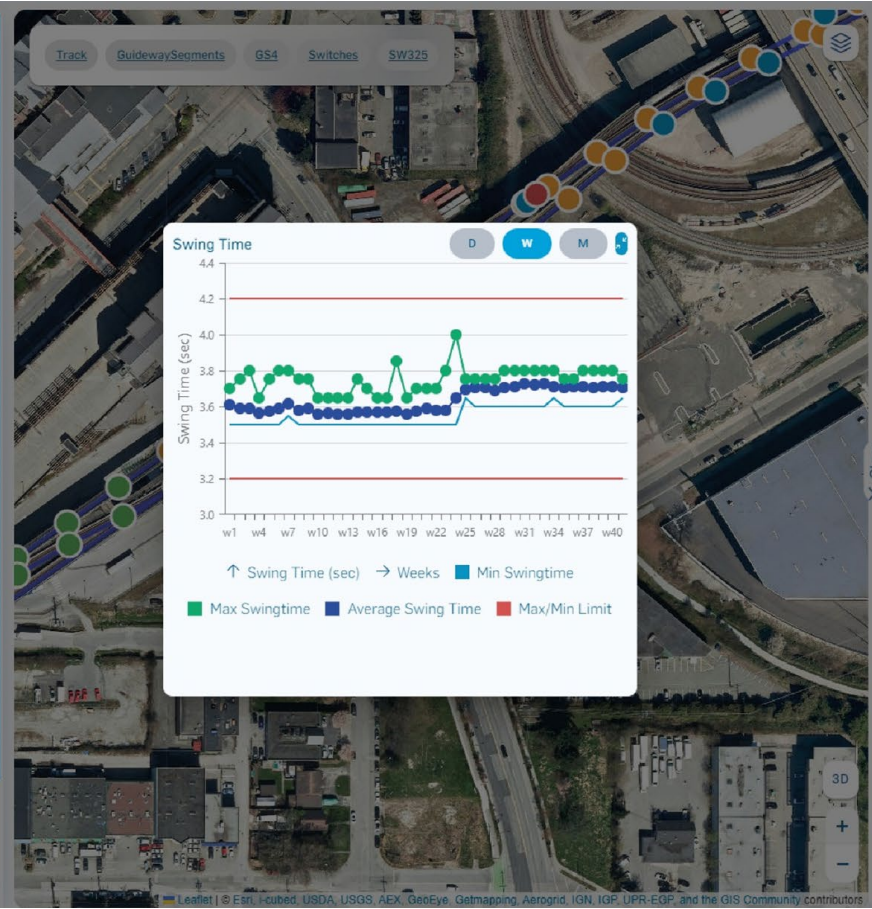 Track GuidewaySegments GS4 Switches SW325
Swing Time D W M
Swing Time (sec)
4.4
4.2
4.0
3.8
3.6
3.4
3.2
3.0
w1 w4 w7 w10 w13 w16 w19 w22 w25 w28 w31 w34 w37 w40
↑ Swing Time (sec) → Weeks Min Swingtime
Max Swingtime Average Swing Time Max/Min Limit
3D
+
−
Leaflet | © Esri, i-cubed, USDA, USGS, AEX, GeoEye, Getmapping, Aerogrid, IGN, IGP, UPR-EGP, and the GIS Community contributors